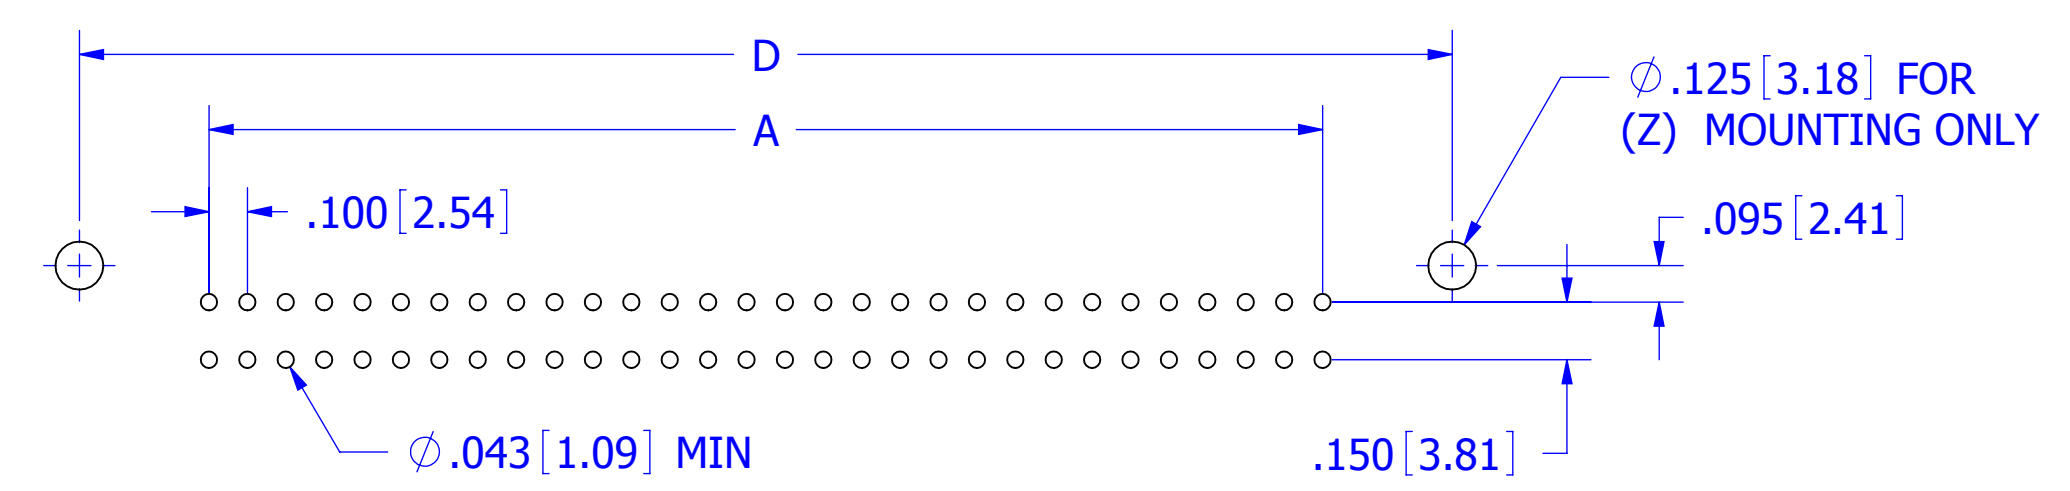 D
⌀.125[3.18] FOR
(Z) MOUNTING ONLY
A
.100[2.54]
.095[2.41]
⌀.043[1.09] MIN
.150[3.81]